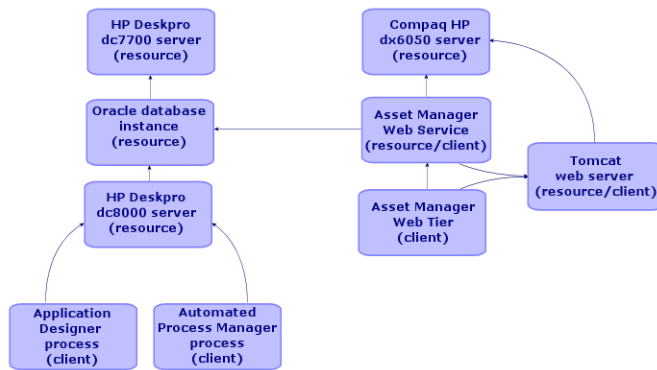 HP Deskpro
dc7700 server
(resource)
Compaq HP
dx6050 server
(resource)
Oracle database
instance
(resource)
Asset Manager
Web Service
(resource/client)
Tomcat
web server
(resource/client)
HP Deskpro
dc8000 server
(resource)
Asset Manager
Web Tier
(client)
Application
Designer
process
(client)
Automated
Process Manager
process
(client)